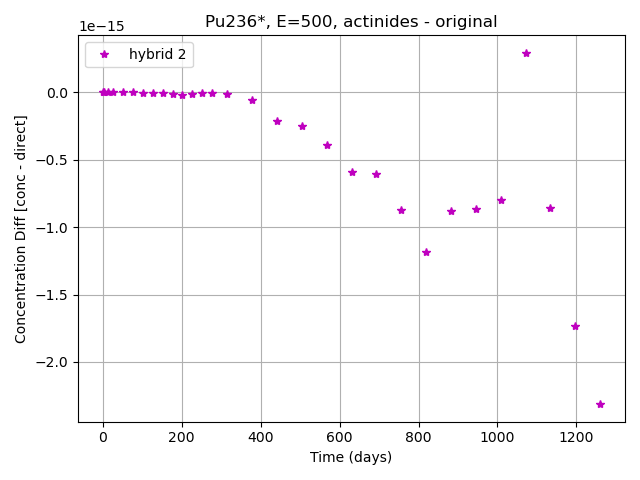 Pu236*, E=500, actinides - original
1e−15
hybrid 2
0.0
−0.5
−1.0
−1.5
−2.0
Concentration Diff [conc - direct]
0 200 400 600 800 1000 1200
Time (days)